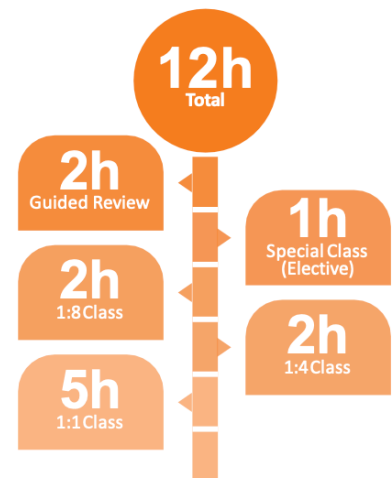 12h
Total
2h
Guided Review
1h
Special Class
(Elective)
2h
1:8 Class
2h
1:4 Class
5h
1:1 Class